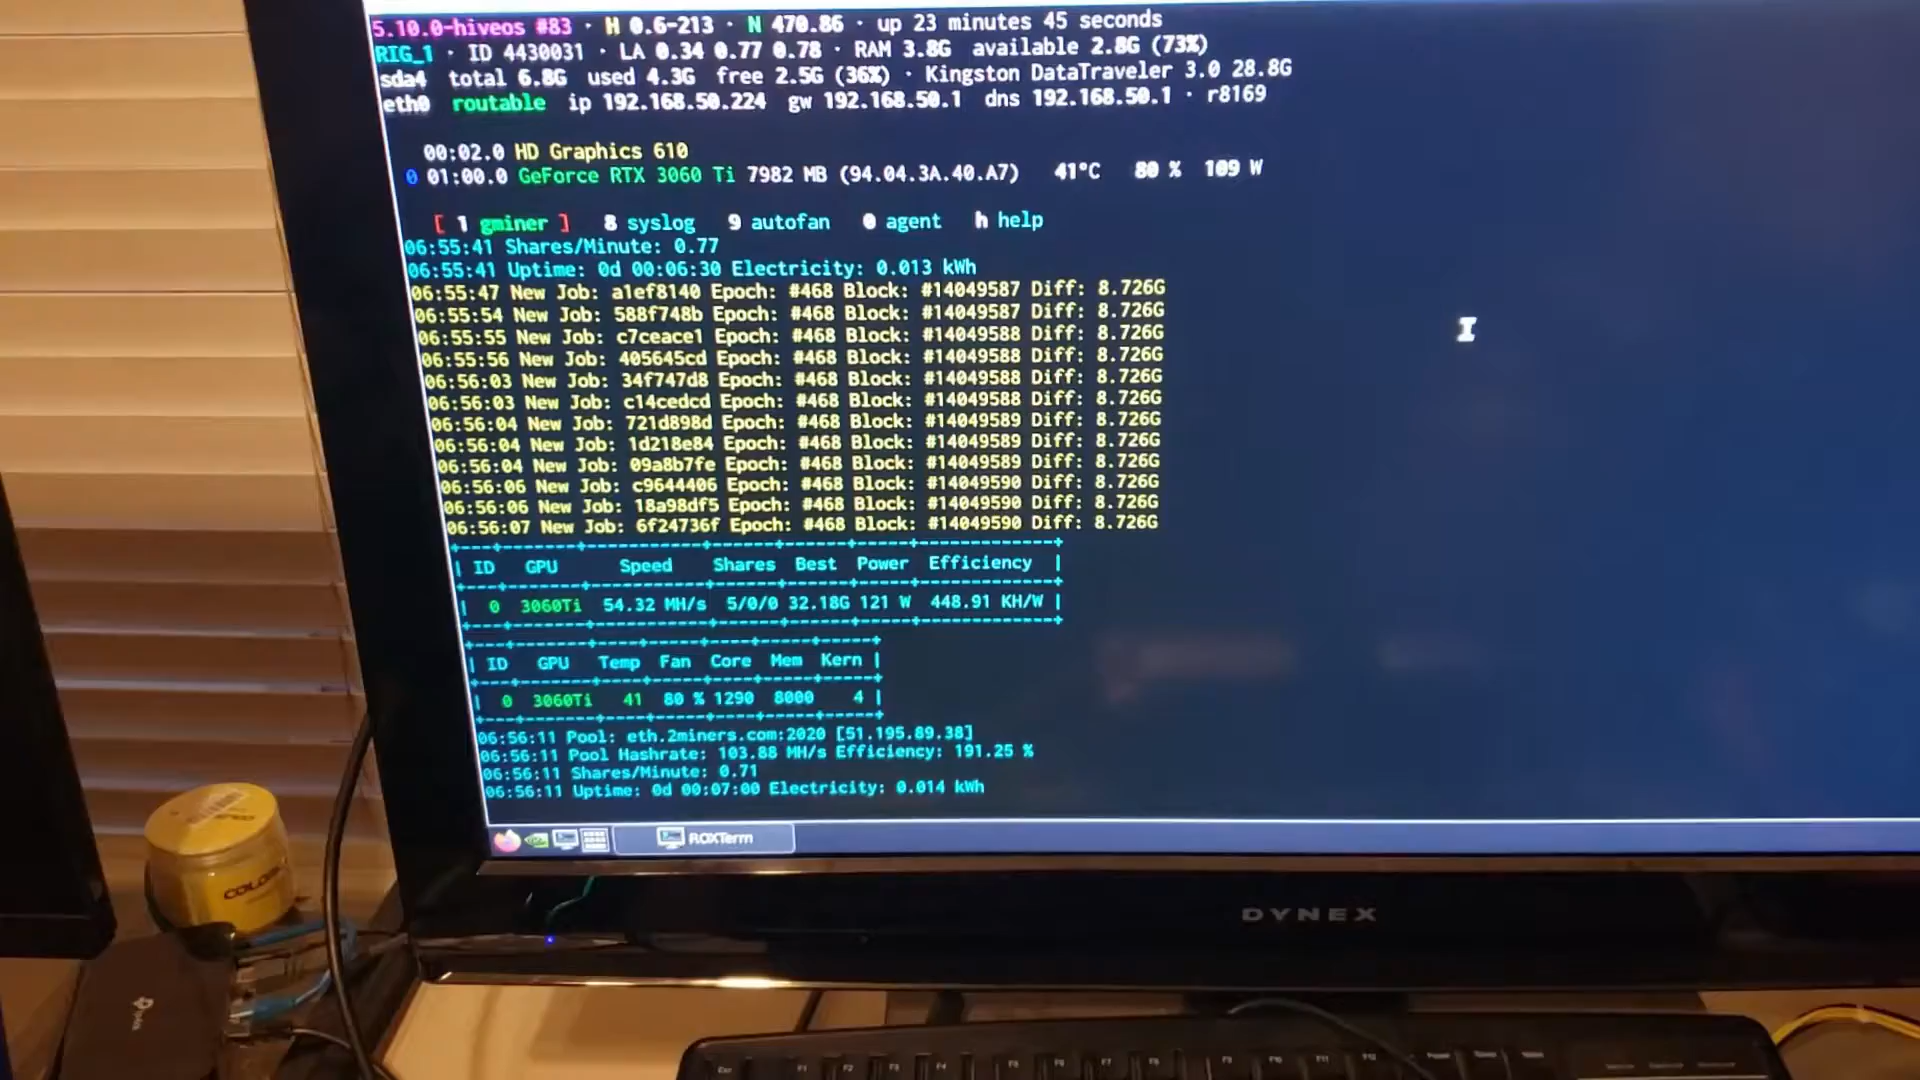 5.10.0-hiveos #83 · H 0.6-213 · N 470.86 · up 23 minutes 45 seconds
RIG_1 · ID 4430031 · LA 0.34 0.77 0.78 · RAM 3.8G available 2.8G (73%)
sda4 total 6.8G used 4.3G free 2.5G (36%) · Kingston DataTraveler 3.0 28.8G
eth0 routable ip 192.168.50.224 gw 192.168.50.1 dns 192.168.50.1 · r8169
00:02.0 HD Graphics 610
0 01:00.0 GeForce RTX 3060 Ti 7982 MB (94.04.3A.40.A7) 41°C 80 % 109 W
[ 1 gminer ] 8 syslog 9 autofan 0 agent h help
06:55:41 Shares/Minute: 0.77
06:55:41 Uptime: 0d 00:06:30 Electricity: 0.013 kWh
06:55:47 New Job: a1ef8140 Epoch: #468 Block: #14049587 Diff: 8.726G
06:55:54 New Job: 588f748b Epoch: #468 Block: #14049587 Diff: 8.726G
06:55:55 New Job: c7ceace1 Epoch: #468 Block: #14049588 Diff: 8.726G
06:55:56 New Job: 405645cd Epoch: #468 Block: #14049588 Diff: 8.726G
06:56:03 New Job: 34f747d8 Epoch: #468 Block: #14049588 Diff: 8.726G
06:56:03 New Job: c14cedcd Epoch: #468 Block: #14049588 Diff: 8.726G
06:56:04 New Job: 721d898d Epoch: #468 Block: #14049589 Diff: 8.726G
06:56:04 New Job: 1d218e84 Epoch: #468 Block: #14049589 Diff: 8.726G
06:56:04 New Job: 09a8b7fe Epoch: #468 Block: #14049589 Diff: 8.726G
06:56:06 New Job: c9644406 Epoch: #468 Block: #14049590 Diff: 8.726G
06:56:06 New Job: 18a98df5 Epoch: #468 Block: #14049590 Diff: 8.726G
06:56:07 New Job: 6f24736f Epoch: #468 Block: #14049590 Diff: 8.726G
ID GPU Speed Shares Best Power Efficiency
0 3060Ti 54.32 MH/s 5/0/0 32.18G 121 W 448.91 KH/W
ID GPU Temp Fan Core Mem Kern
0 3060Ti 41 80 % 1290 8000 4
06:56:11 Pool: eth.2miners.com:2020 [51.195.89.38]
06:56:11 Pool Hashrate: 103.88 MH/s Efficiency: 191.25 %
06:56:11 Shares/Minute: 0.71
06:56:11 Uptime: 0d 00:07:00 Electricity: 0.014 kWh
ROXTerm
DYNEX